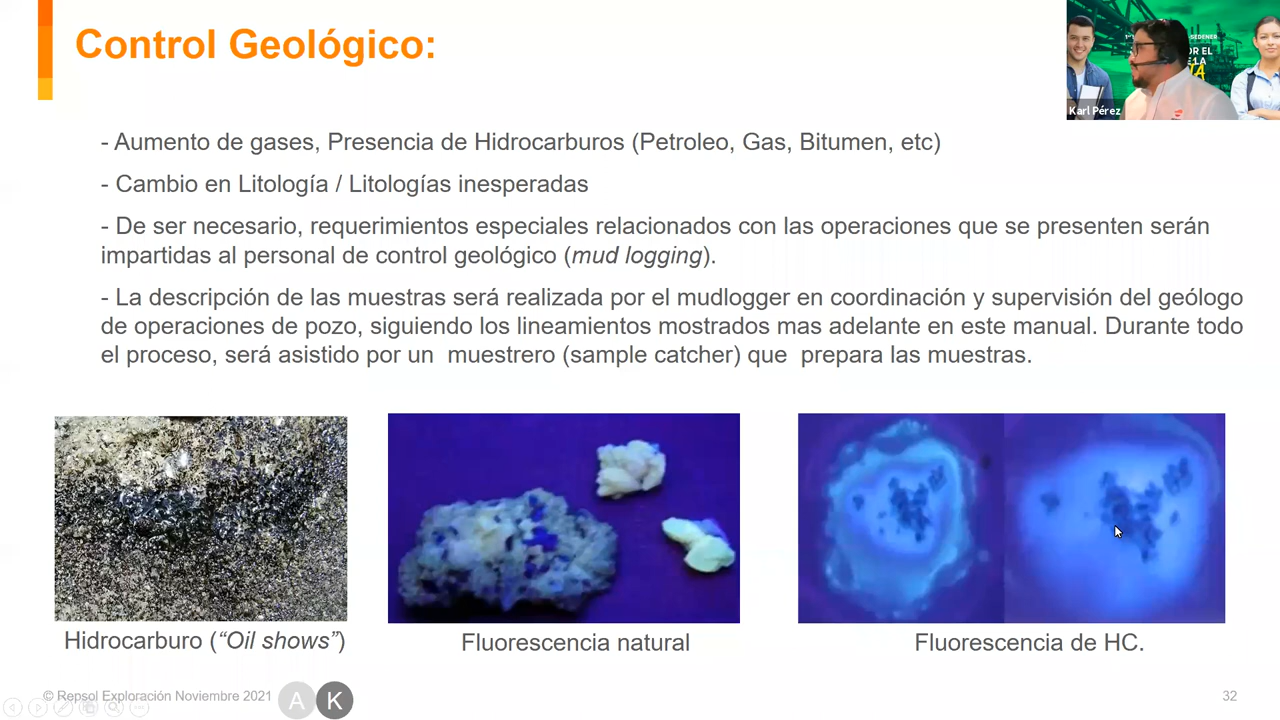 Control Geológico:
1º
SEDENER
OR EL
E LA
Karl Pérez
- Aumento de gases, Presencia de Hidrocarburos (Petroleo, Gas, Bitumen, etc)
- Cambio en Litología / Litologías inesperadas
- De ser necesario, requerimientos especiales relacionados con las operaciones que se presenten serán
impartidas al personal de control geológico (mud logging).
- La descripción de las muestras será realizada por el mudlogger en coordinación y supervisión del geólogo
de operaciones de pozo, siguiendo los lineamientos mostrados mas adelante en este manual. Durante todo
el proceso, será asistido por un muestrero (sample catcher) que prepara las muestras.
Hidrocarburo (“Oil shows”)
Fluorescencia natural
Fluorescencia de HC.
© Repsol Exploración Noviembre 2021
A
K
32